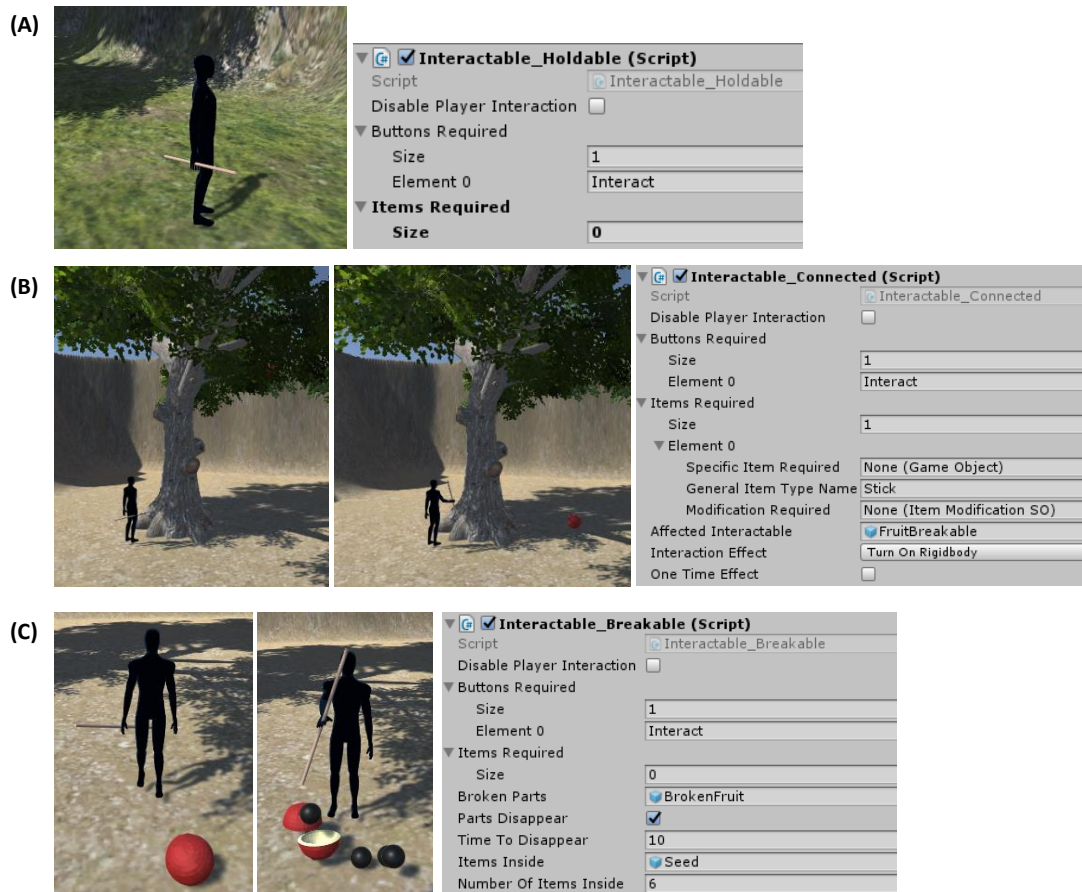 (A)
Interactable_Holdable (Script)
Script Interactable_Holdable
Disable Player Interaction
Buttons Required
Size 1
Element 0 Interact
Items Required
Size 0
(B)
Interactable_Connected (Script)
Script Interactable_Connected
Disable Player Interaction
Buttons Required
Size 1
Element 0 Interact
Items Required
Size 1
Element 0
Specific Item Required None (Game Object)
General Item Type Name Stick
Modification Required None (Item Modification SO)
Affected Interactable FruitBreakable
Interaction Effect Turn On Rigidbody
One Time Effect
(C)
Interactable_Breakable (Script)
Script Interactable_Breakable
Disable Player Interaction
Buttons Required
Size 1
Element 0 Interact
Items Required
Size 0
Broken Parts BrokenFruit
Parts Disappear
Time To Disappear 10
Items Inside Seed
Number Of Items Inside 6